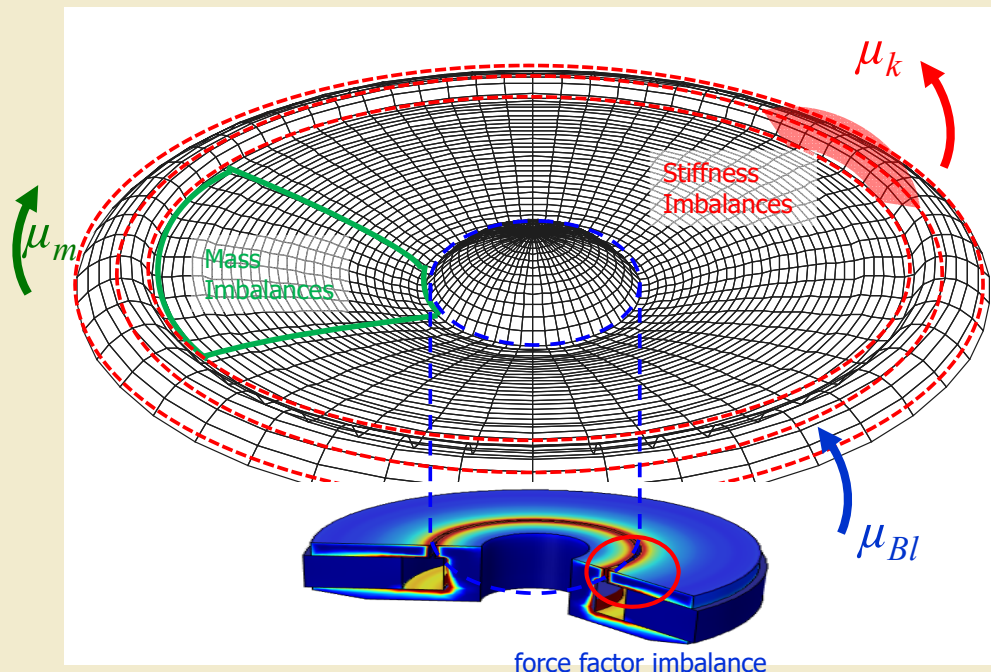 μk
Stiffness
Imbalances
μm
Mass
Imbalances
μBl
force factor imbalance